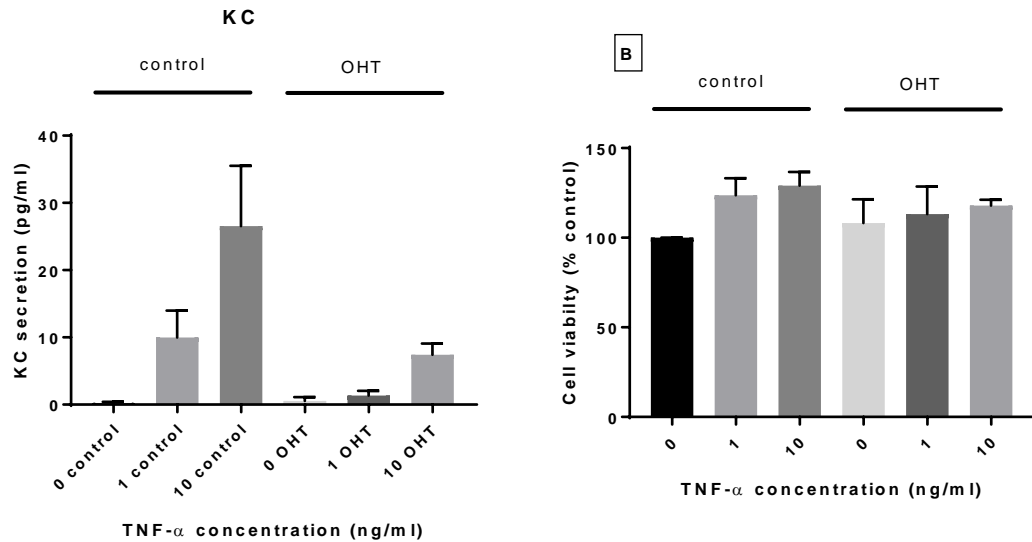 KC
control OHT
KC secretion (pg/ml)
40
30
20
10
0
0 control 1 control 10 control 0 OHT 1 OHT 10 OHT
TNF-α concentration (ng/ml)
B
control OHT
Cell viabilty (% control)
150
100
50
0
0 1 10 0 1 10
TNF-α concentration (ng/ml)